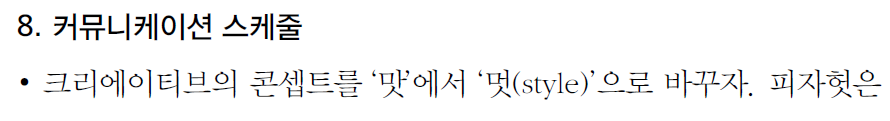 8. 커뮤니케이션 스케줄
• 크리에이티브의 콘셉트를 ‘맛’에서 ‘멋(style)’으로 바꾸자. 피자헛은